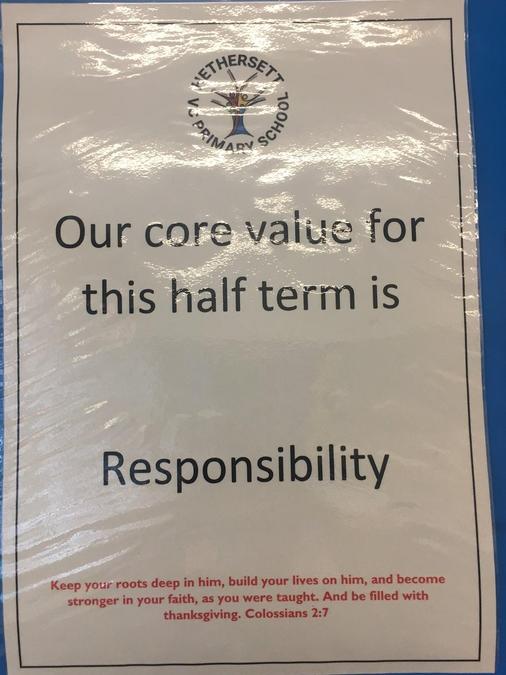 HETHERSETT
VC PRIMARY SCHOOL
Our core value for
this half term is
Responsibility
Keep your roots deep in him, build your lives on him, and become
stronger in your faith, as you were taught. And be filled with
thanksgiving. Colossians 2:7